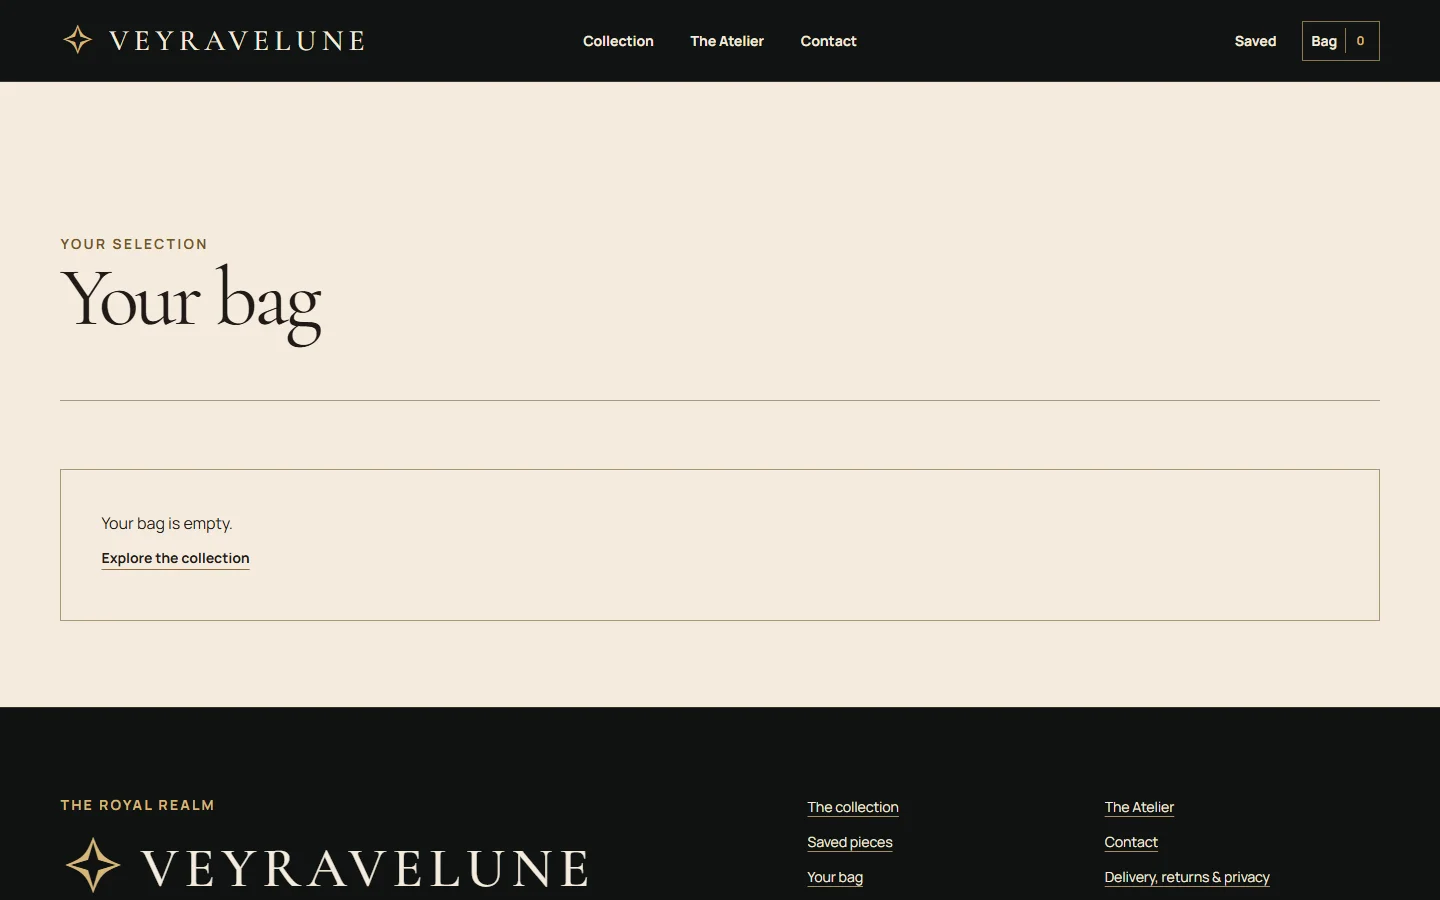 VEYRAVELUNE
Collection
The Atelier
Contact
Saved
Bag
0
YOUR SELECTION
Your bag
Your bag is empty.
Explore the collection
THE ROYAL REALM
VEYRAVELUNE
The collection
Saved pieces
Your bag
The Atelier
Contact
Delivery, returns & privacy